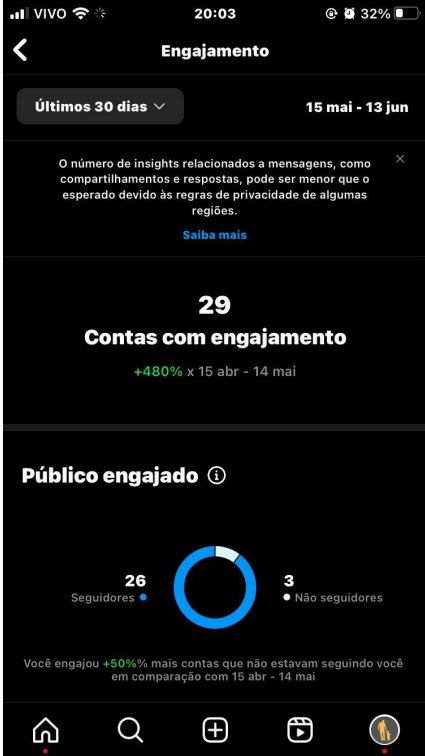 VIVO 20:03 32%
Engajamento
Últimos 30 dias 15 mai - 13 jun
O número de insights relacionados a mensagens, como
compartilhamentos e respostas, pode ser menor que o
esperado devido às regras de privacidade de algumas
regiões.
Saiba mais
29
Contas com engajamento
+480% x 15 abr - 14 mai
Público engajado
26 3
Seguidores Não seguidores
Você engajou +50%% mais contas que não estavam seguindo você
em comparação com 15 abr - 14 mai